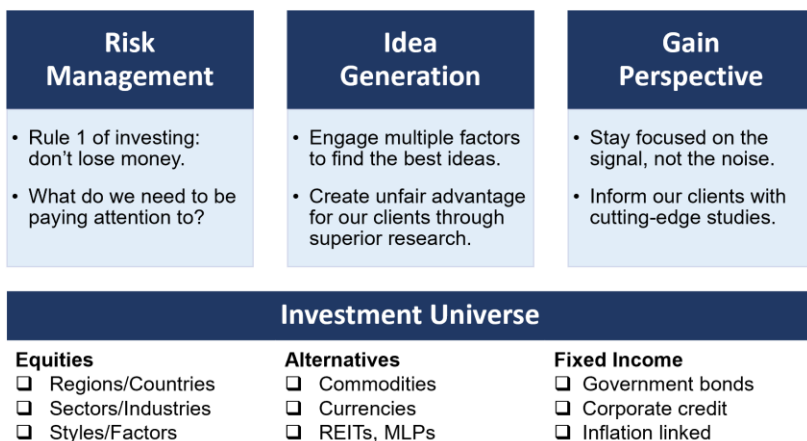 Risk
Management
• Rule 1 of investing:
don’t lose money.
• What do we need to be
paying attention to?
Idea
Generation
• Engage multiple factors
to find the best ideas.
• Create unfair advantage
for our clients through
superior research.
Gain
Perspective
• Stay focused on the
signal, not the noise.
• Inform our clients with
cutting-edge studies.
Investment Universe
Equities
❑ Regions/Countries
❑ Sectors/Industries
❑ Styles/Factors
Alternatives
❑ Commodities
❑ Currencies
❑ REITs, MLPs
Fixed Income
❑ Government bonds
❑ Corporate credit
❑ Inflation linked